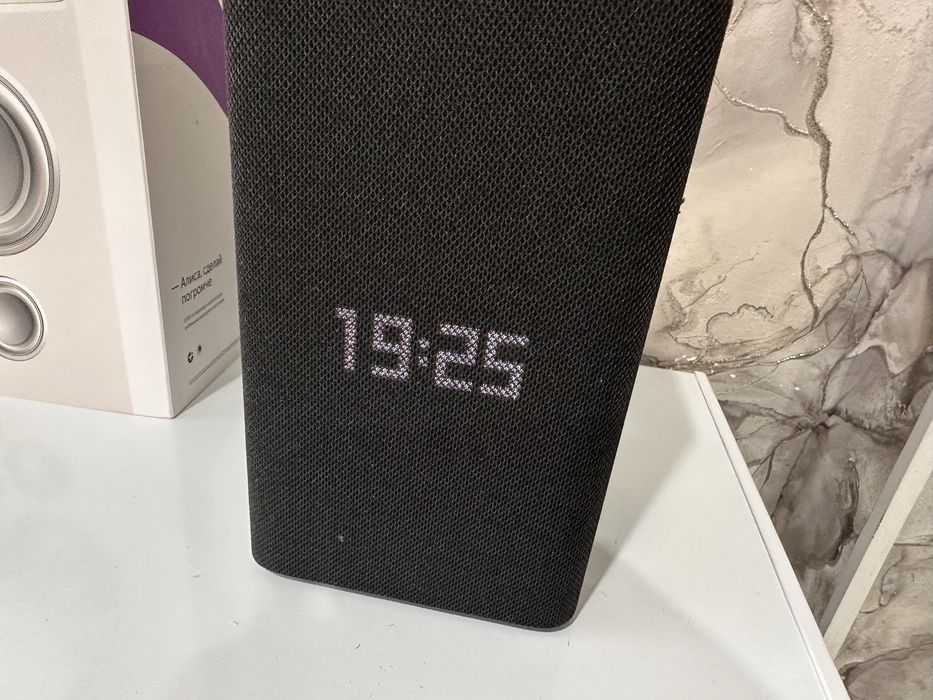 — Алиса, сделай
погромче
19:25